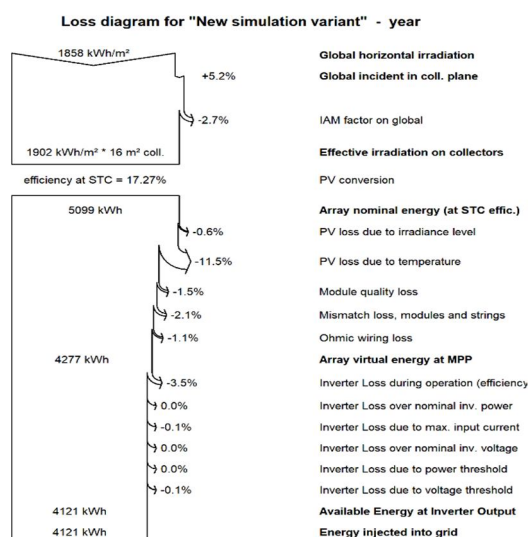 Loss diagram for "New simulation variant" - year
1858 kWh/m² Global horizontal irradiation
+5.2% Global incident in coll. plane
-2.7% IAM factor on global
1902 kWh/m² * 16 m² coll. Effective irradiation on collectors
efficiency at STC = 17.27% PV conversion
5099 kWh Array nominal energy (at STC effic.)
-0.6% PV loss due to irradiance level
-11.5% PV loss due to temperature
-1.5% Module quality loss
-2.1% Mismatch loss, modules and strings
-1.1% Ohmic wiring loss
4277 kWh Array virtual energy at MPP
-3.5% Inverter Loss during operation (efficiency
0.0% Inverter Loss over nominal inv. power
-0.1% Inverter Loss due to max. input current
0.0% Inverter Loss over nominal inv. voltage
0.0% Inverter Loss due to power threshold
-0.1% Inverter Loss due to voltage threshold
4121 kWh Available Energy at Inverter Output
4121 kWh Energy injected into grid